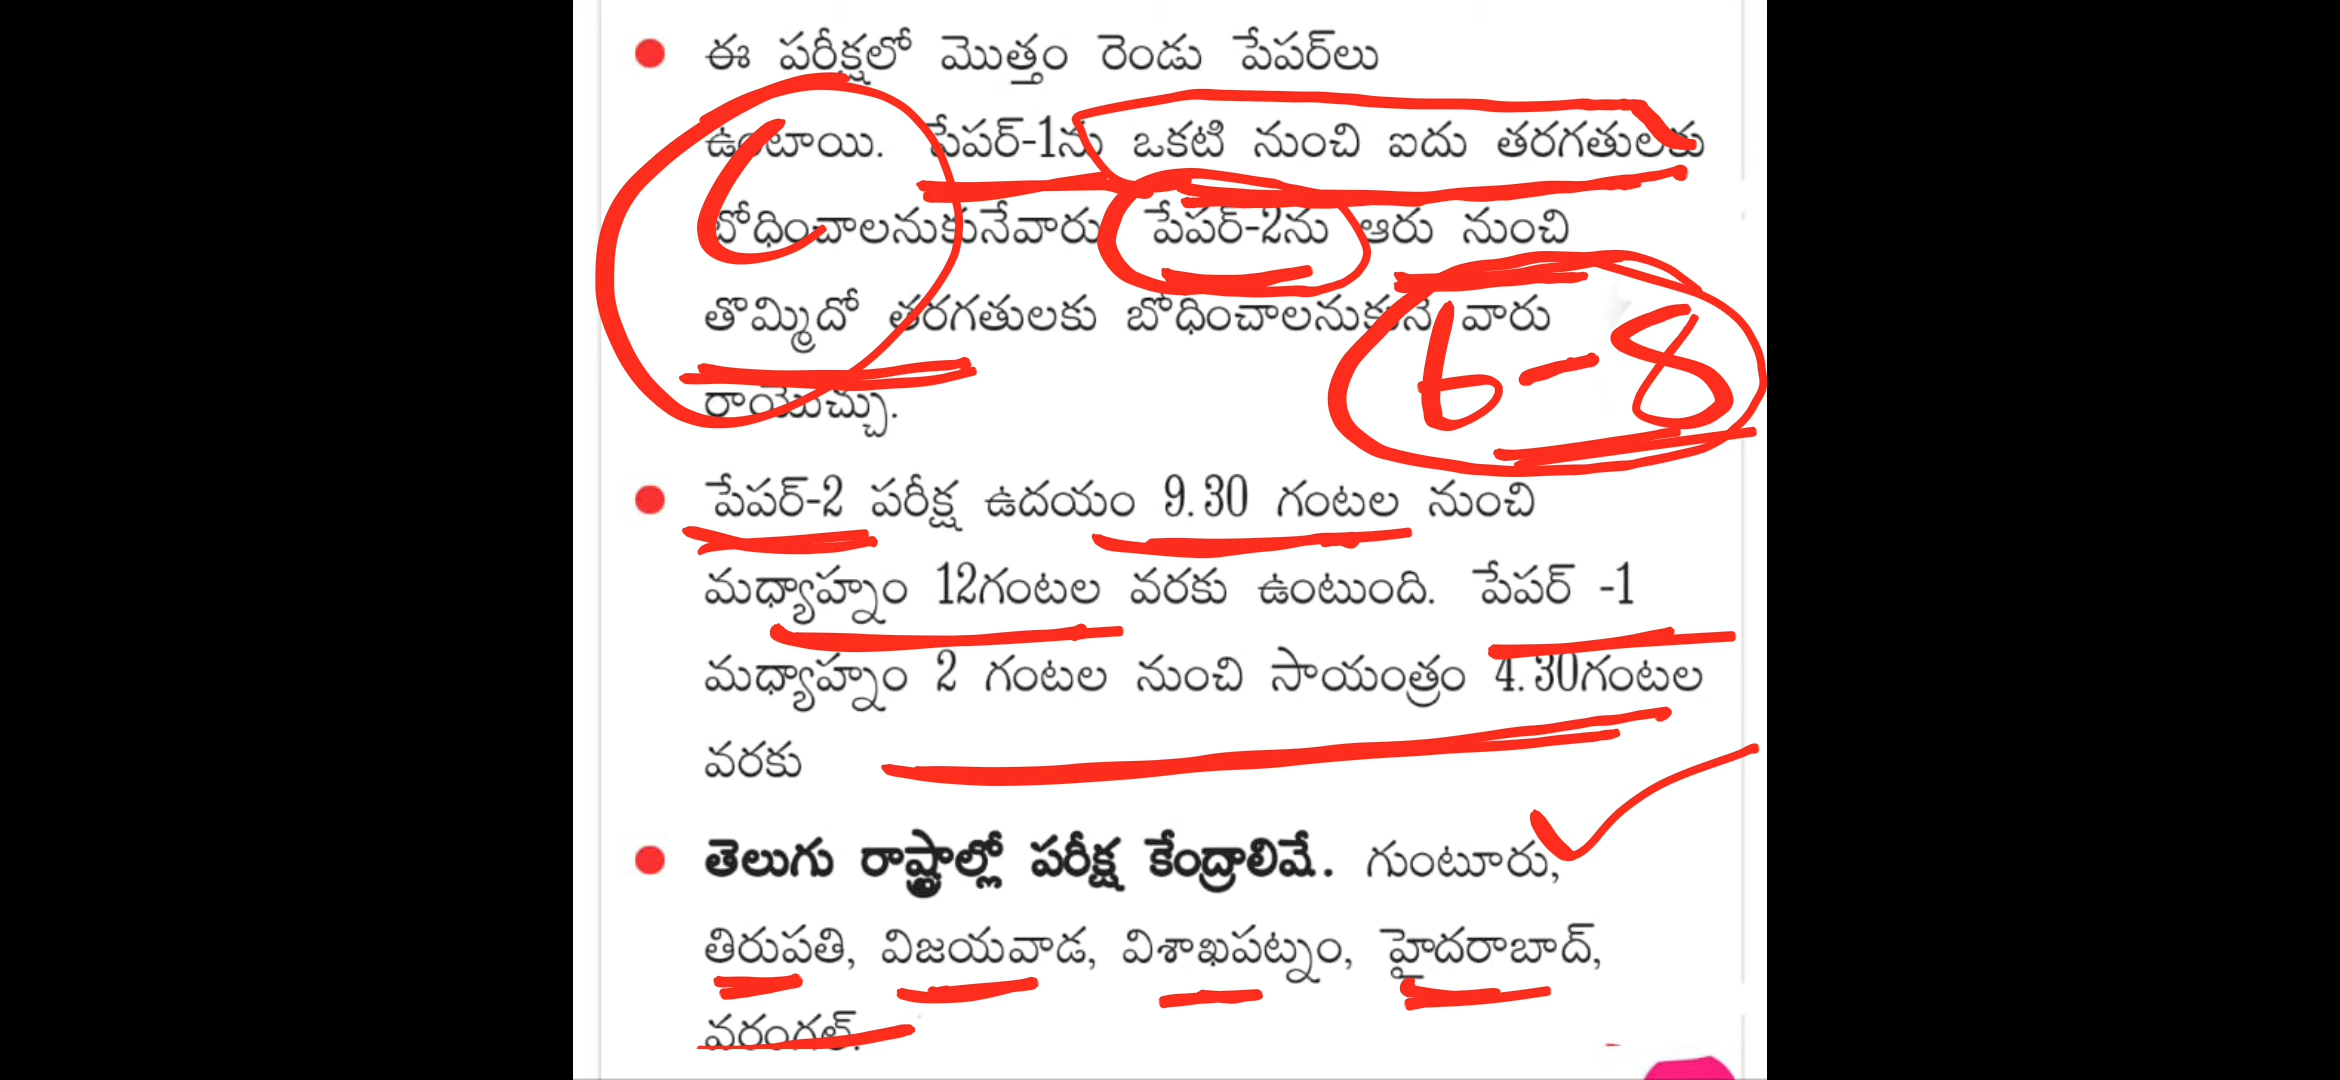 ఈ పరీక్షలో మొత్తం రెండు పేపర్‌లు
ఉంటాయి. పేపర్-1ను ఒకటి నుంచి ఐదు తరగతులకు
బోధించాలనుకునేవారు పేపర్-2ను ఆరు నుంచి
తొమ్మిదో తరగతులకు బోధించాలనుకునే వారు
రాయొచ్చు.
6-8
పేపర్-2 పరీక్ష ఉదయం 9.30 గంటల నుంచి
మధ్యాహ్నం 12గంటల వరకు ఉంటుంది. పేపర్ -1
మధ్యాహ్నం 2 గంటల నుంచి సాయంత్రం 4.30గంటల
వరకు
తెలుగు రాష్ట్రాల్లో పరీక్ష కేంద్రాలివే. గుంటూరు,
తిరుపతి, విజయవాడ, విశాఖపట్నం, హైదరాబాద్,
వరంగల్.